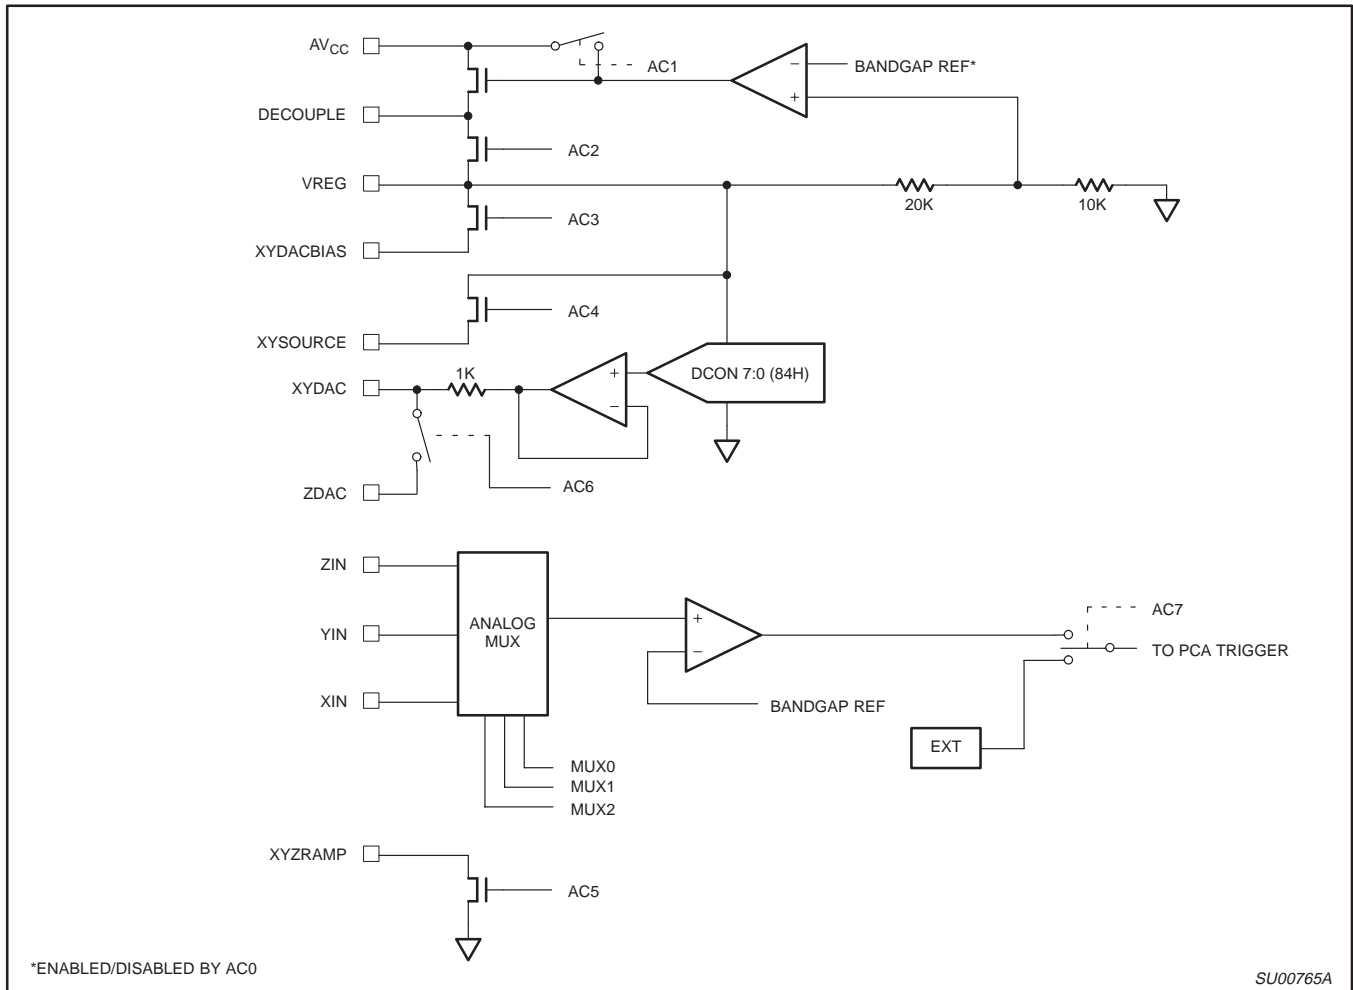 AVCC
AC1
BANDGAP REF*
−
+
DECOUPLE
AC2
VREG
20K
10K
AC3
XYDACBIAS
AC4
XYSOURCE
XYDAC
1K
+
−
DCON 7:0 (84H)
ZDAC
AC6
ZIN
YIN
XIN
ANALOG
MUX
+
−
BANDGAP REF
AC7
TO PCA TRIGGER
EXT
MUX0
MUX1
MUX2
XYZRAMP
AC5
*ENABLED/DISABLED BY AC0
SU00765A